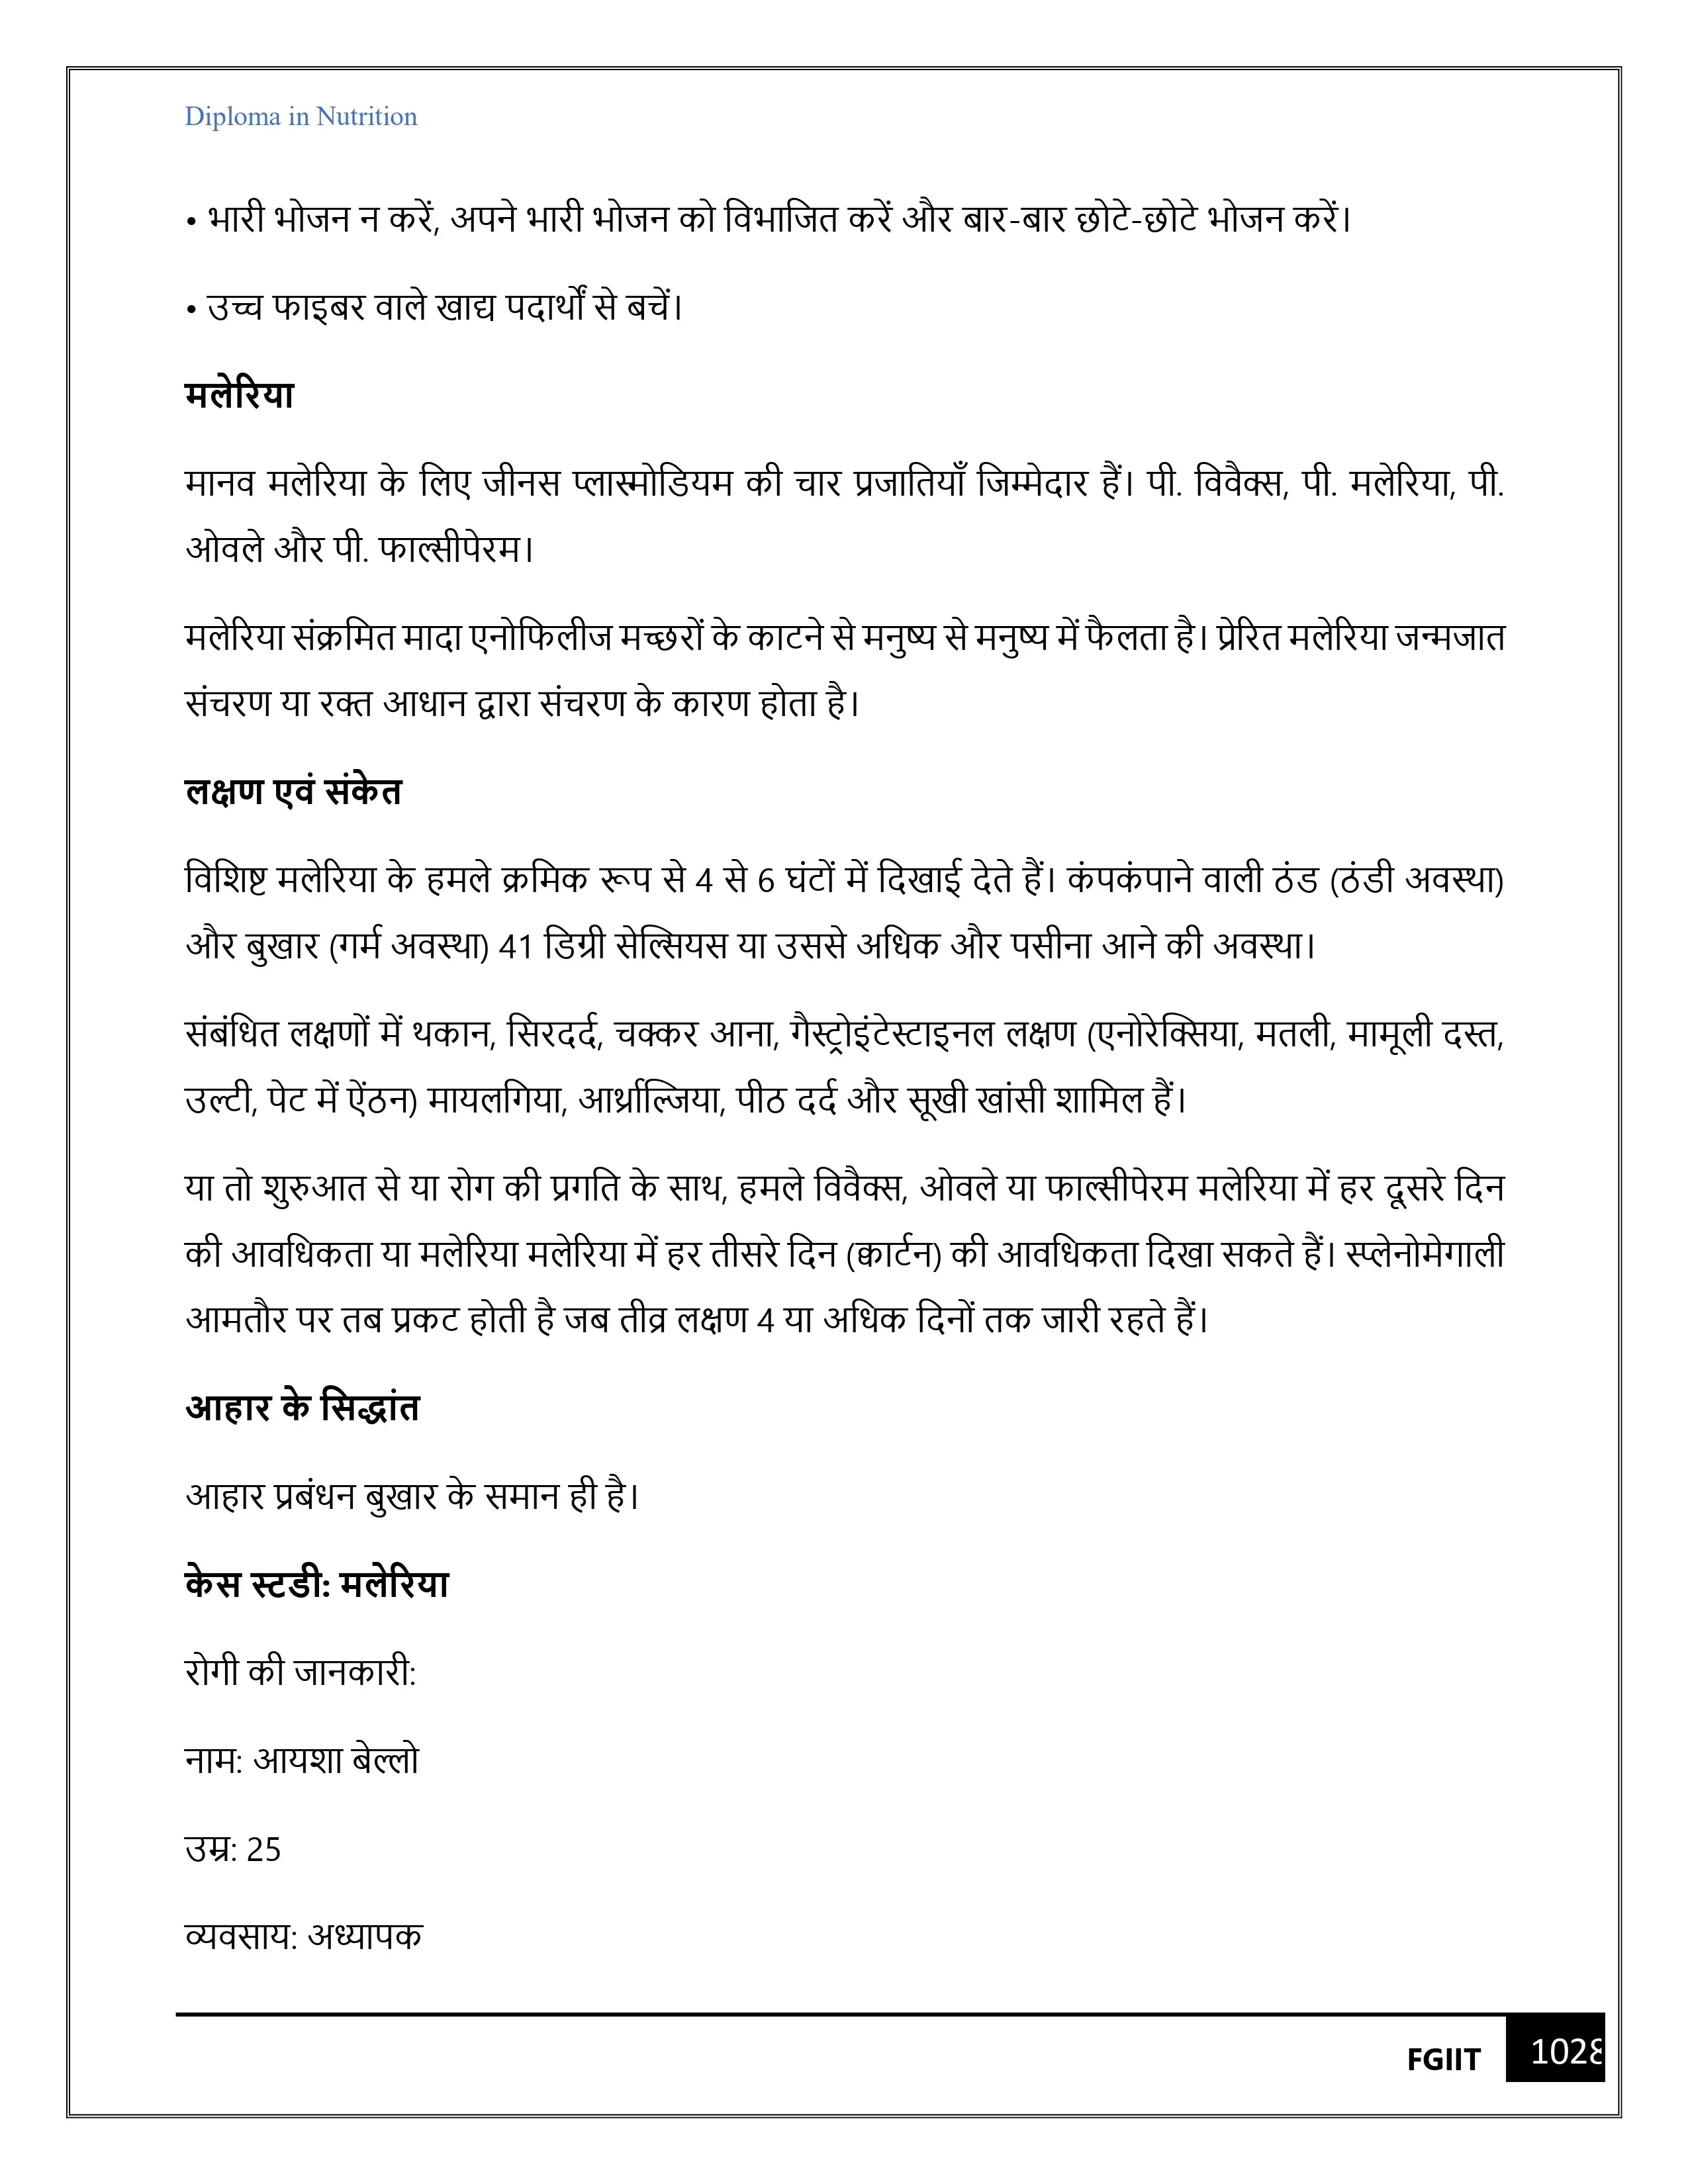 Diploma in Nutrition
• भारी भोजन न करें, अपने भारी भोजन को विभाजित करें और बार-बार छोटे-छोटे भोजन करें।
• उच्च फाइबर वाले खाद्य पदार्थों से बचें।
मलेरिया
मानव मलेरिया के लिए जीनस प्लास्मोडियम की चार प्रजातियाँ जिम्मेदार हैं। पी. विवैक्स, पी. मलेरिया, पी.
ओवले और पी. फाल्सीपेरम।
मलेरिया संक्रमित मादा एनोफिलीज मच्छरों के काटने से मनुष्य से मनुष्य में फैलता है। प्रेरित मलेरिया जन्मजात
संचरण या रक्त आधान द्वारा संचरण के कारण होता है।
लक्षण एवं संकेत
विशिष्ट मलेरिया के हमले क्रमिक रूप से 4 से 6 घंटों में दिखाई देते हैं। कंपकंपाने वाली ठंड (ठंडी अवस्था)
और बुखार (गर्म अवस्था) 41 डिग्री सेल्सियस या उससे अधिक और पसीना आने की अवस्था।
संबंधित लक्षणों में थकान, सिरदर्द, चक्कर आना, गैस्ट्रोइंटेस्टाइनल लक्षण (एनोरेक्सिया, मतली, मामूली दस्त,
उल्टी, पेट में ऐंठन) मायलगिया, आर्थ्राल्जिया, पीठ दर्द और सूखी खांसी शामिल हैं।
या तो शुरुआत से या रोग की प्रगति के साथ, हमले विवैक्स, ओवले या फाल्सीपेरम मलेरिया में हर दूसरे दिन
की आवधिकता या मलेरिया मलेरिया में हर तीसरे दिन (क्वार्टन) की आवधिकता दिखा सकते हैं। स्प्लेनोमेगाली
आमतौर पर तब प्रकट होती है जब तीव्र लक्षण 4 या अधिक दिनों तक जारी रहते हैं।
आहार के सिद्धांत
आहार प्रबंधन बुखार के समान ही है।
केस स्टडी: मलेरिया
रोगी की जानकारी:
नाम: आयशा बेल्लो
उम्र: 25
व्यवसाय: अध्यापक
FGIIT 1028